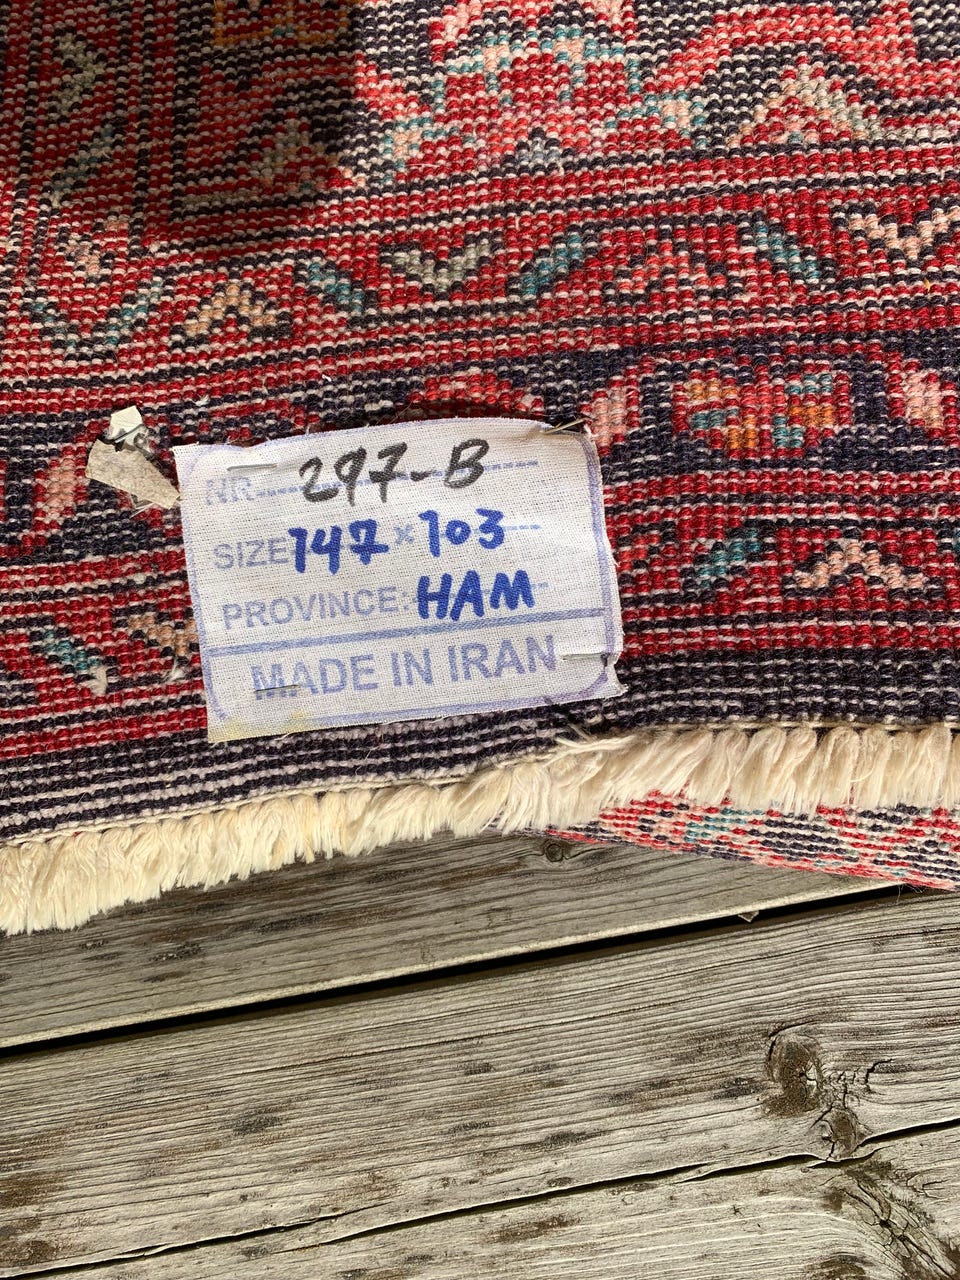 NR 297-B
SIZE 147 x 103
PROVINCE: HAM
MADE IN IRAN